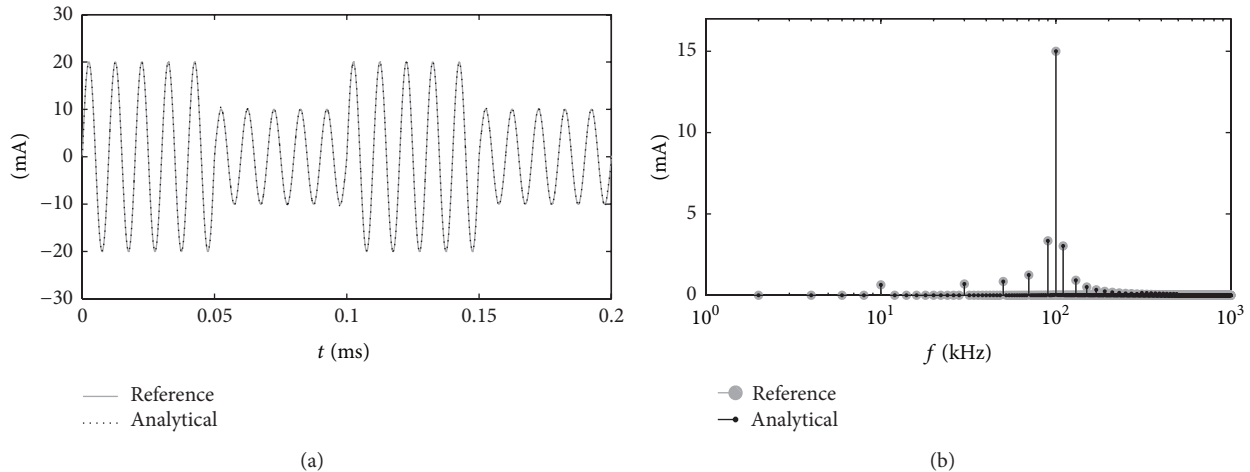 30
20
10
0
−10
−20
−30
(mA)
0
0.05
0.1
0.15
0.2
t (ms)
Reference
Analytical
(a)
15
10
5
0
(mA)
10^0
10^1
10^2
10^3
f (kHz)
Reference
Analytical
(b)